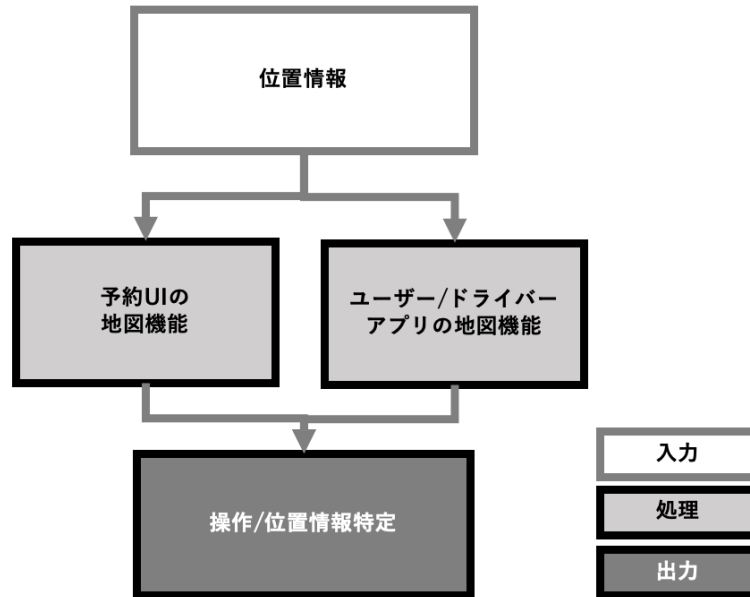 位置情報
予約UIの
地図機能
ユーザー/ドライバー
アプリの地図機能
操作/位置情報特定
入力
処理
出力